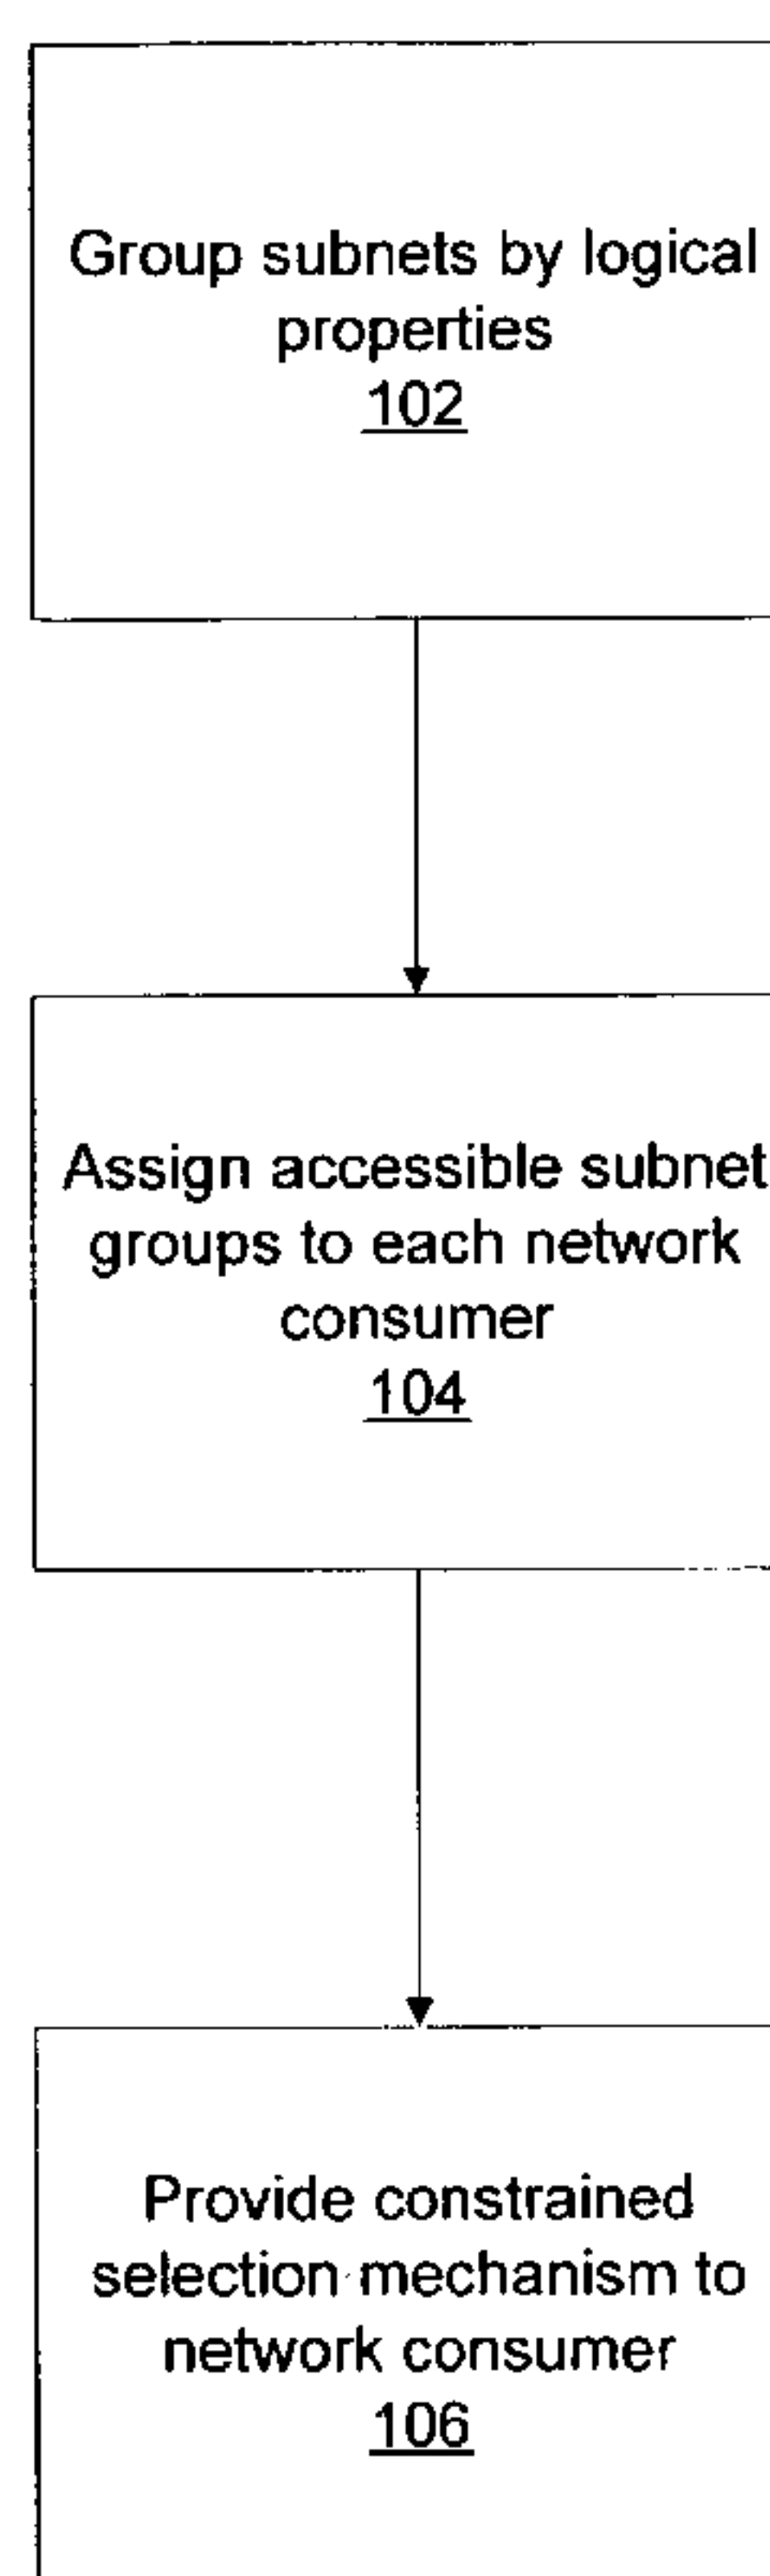 Group subnets by logical
properties
102
Assign accessible subnet
groups to each network
consumer
104
Provide constrained
selection mechanism to
network consumer
106